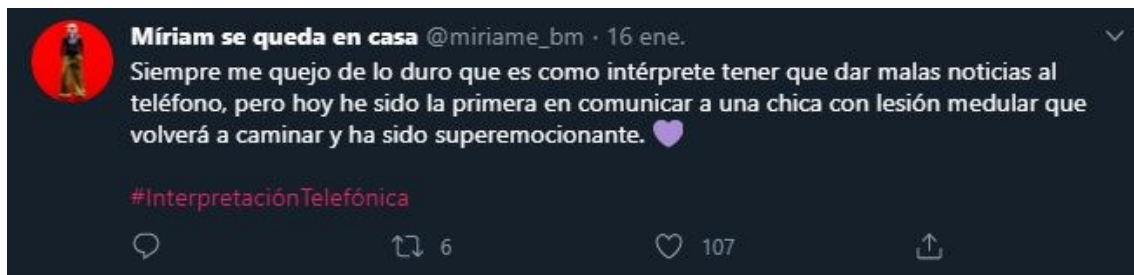 Míriam se queda en casa @miriame_bm · 16 ene.
Siempre me quejo de lo duro que es como intérprete tener que dar malas noticias al
teléfono, pero hoy he sido la primera en comunicar a una chica con lesión medular que
volverá a caminar y ha sido superemocionante. 💜
#InterpretaciónTelefónica
6 107